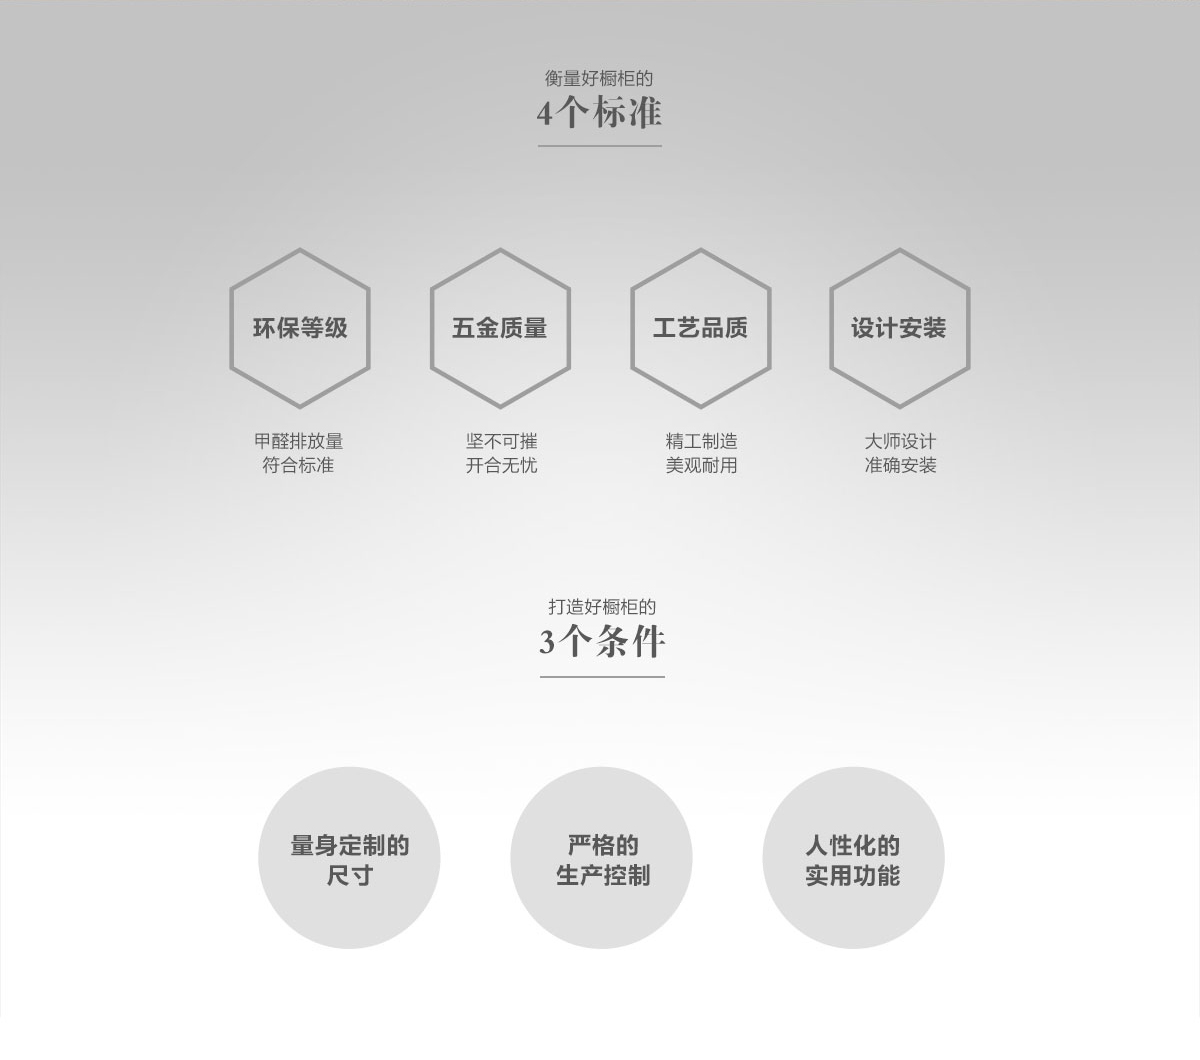 衡量好橱柜的
4个标准
环保等级
五金质量
工艺品质
设计安装
甲醛排放量
符合标准
坚不可摧
开合无忧
精工制造
美观耐用
大师设计
准确安装
打造好橱柜的
3个条件
量身定制的
尺寸
严格的
生产控制
人性化的
实用功能